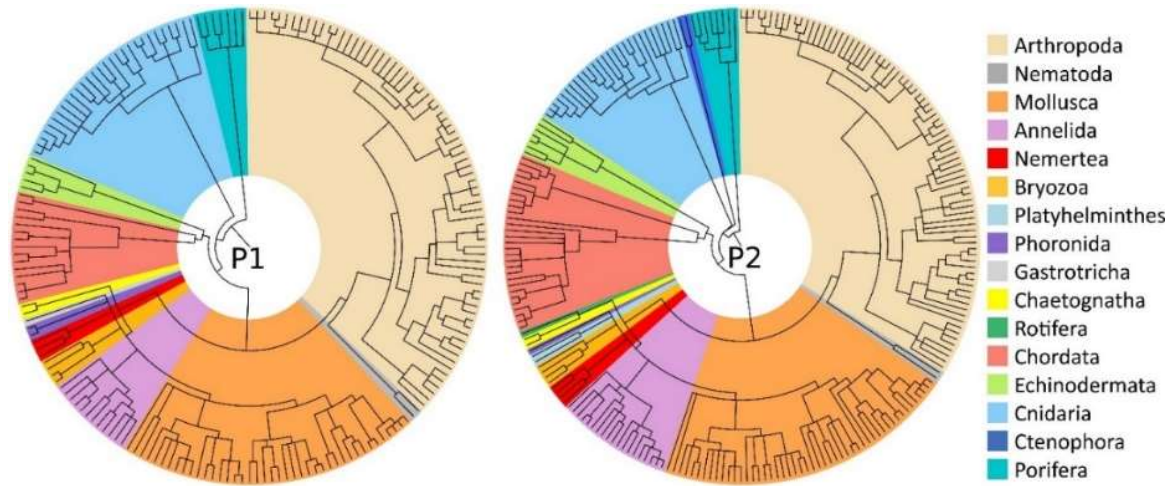 P1
P2
Arthropoda
Nematoda
Mollusca
Annelida
Nemertea
Bryozoa
Platyhelminthes
Phoronida
Gastrotricha
Chaetognatha
Rotifera
Chordata
Echinodermata
Cnidaria
Ctenophora
Porifera